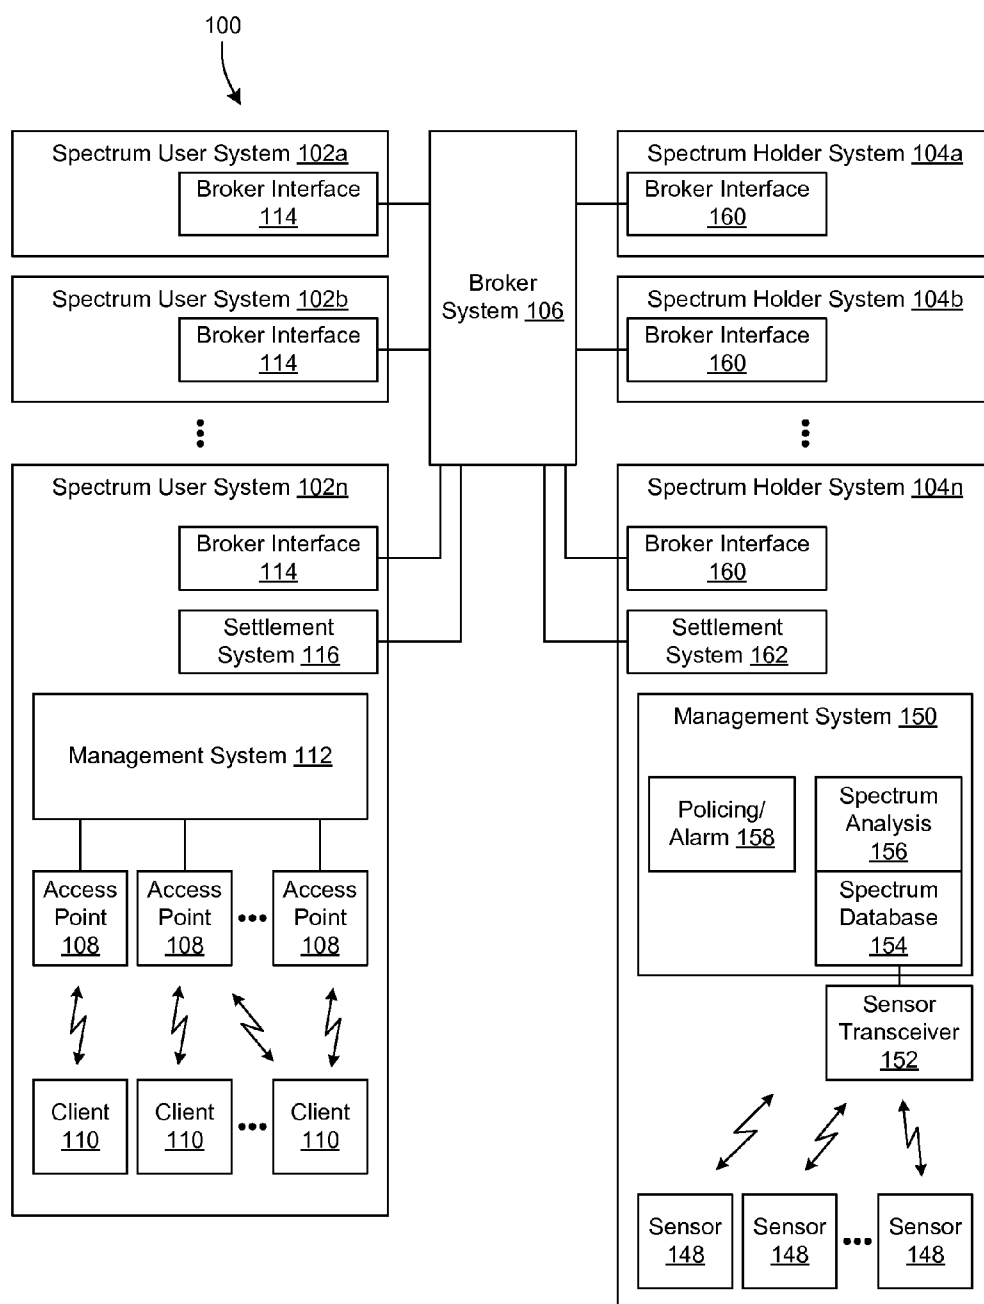 100
Spectrum User System 102a
Broker Interface
114
Spectrum User System 102b
Broker Interface
114
Broker
System 106
Spectrum Holder System 104a
Broker Interface
160
Spectrum Holder System 104b
Broker Interface
160
Spectrum User System 102n
Broker Interface
114
Settlement
System 116
Management System 112
Access
Point
108
Access
Point
108
Access
Point
108
Client
110
Client
110
Client
110
Spectrum Holder System 104n
Broker Interface
160
Settlement
System 162
Management System 150
Policing/
Alarm 158
Spectrum
Analysis
156
Spectrum
Database
154
Sensor
Transceiver
152
Sensor
148
Sensor
148
Sensor
148